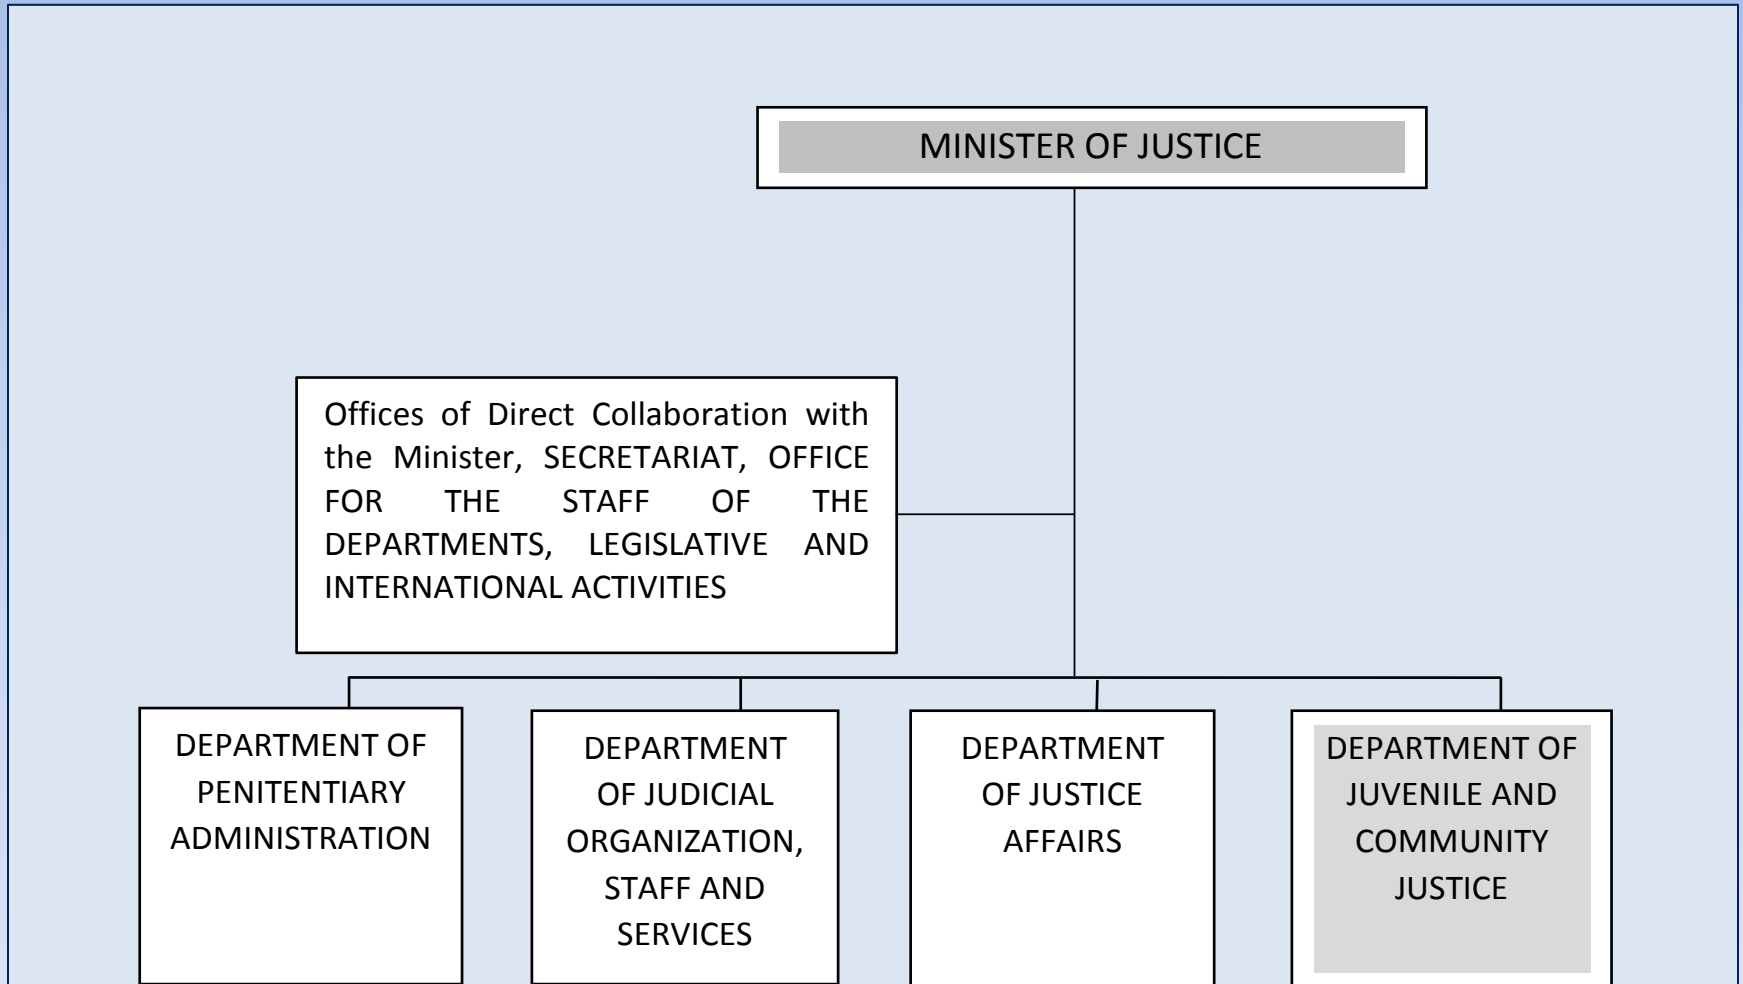 MINISTER OF JUSTICE
Offices of Direct Collaboration with
the Minister, SECRETARIAT, OFFICE
FOR THE STAFF OF THE
DEPARTMENTS, LEGISLATIVE AND
INTERNATIONAL ACTIVITIES
DEPARTMENT OF
PENITENTIARY
ADMINISTRATION
DEPARTMENT
OF JUDICIAL
ORGANIZATION,
STAFF AND
SERVICES
DEPARTMENT
OF JUSTICE
AFFAIRS
DEPARTMENT OF
JUVENILE AND
COMMUNITY
JUSTICE